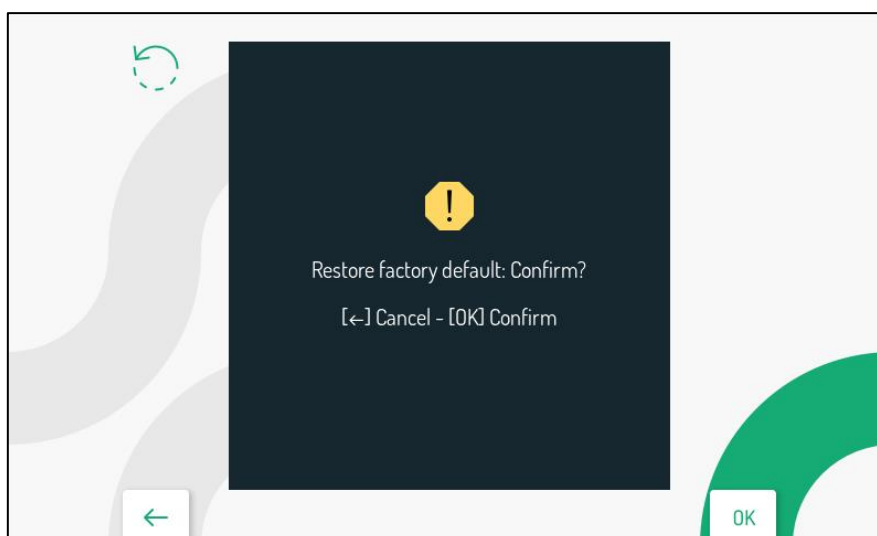 !
Restore factory default: Confirm?
[←] Cancel - [OK] Confirm
←
OK